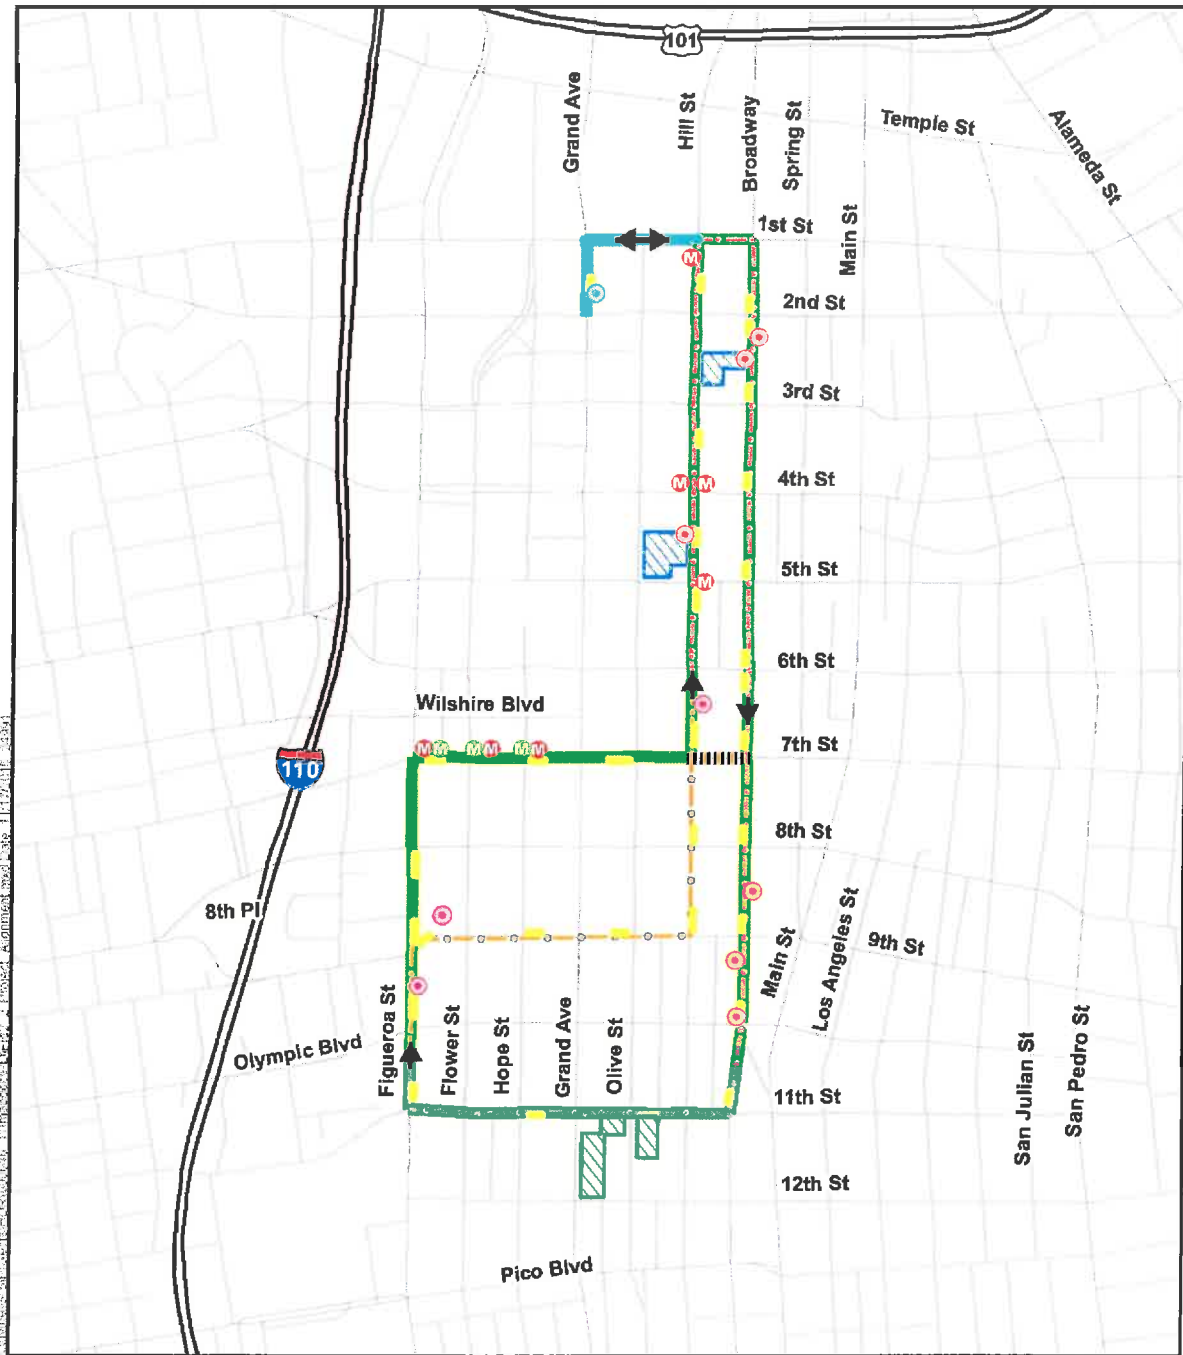 101
Grand Ave
Hill St
Broadway
Spring St
Temple St
Alameda St
1st St
Main St
M
2nd St
3rd St
M M
4th St
5th St
M
6th St
Wilshire Blvd
7th St
M M M M M M
110
8th St
8th Pl
Main St
Los Angeles St
9th St
Figueroa St
Flower St
Hope St
Grand Ave
Olive St
Olympic Blvd
San Julian St
San Pedro St
11th St
12th St
Pico Blvd